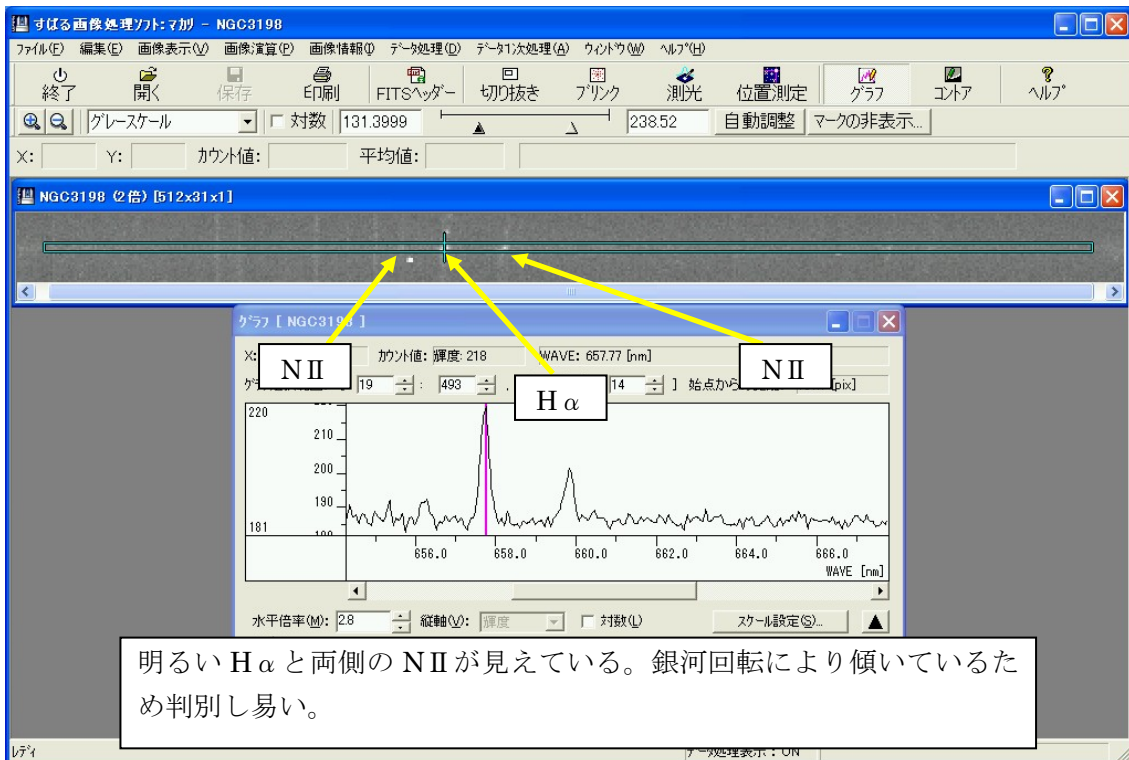 すばる画像処理ソフト:マカリ - NGC3198
ファイル(F) 編集(E) 画像表示(V) 画像演算(P) 画像情報(I) データ処理(D) データ1次処理(A) ウィンドウ(W) ヘルプ(H)
終了 開く 保存 印刷 FITSヘッダー 切り抜き ブリンク 測光 位置測定 グラフ コントア ヘルプ
グレースケール 対数 131.3999 238.52 自動調整 マークの非表示...
X: Y: カウント値: 平均値:
NGC3198 (2倍) [512x31x1]
グラフ [ NGC3198 ]
X: カウント値: 輝度: 218 WAVE: 657.77 [nm]
NⅡ
NⅡ
19 : 493 , 14 ] 始点から [pix]
Hα
220
210
200
190
181
656.0 658.0 660.0 662.0 664.0 666.0
WAVE [nm]
水平倍率(M): 2.8 縦軸(V): 輝度 対数(L) スケール設定(S)...
明るい Hα と両側の NⅡ が見えている。銀河回転により傾いているた
め判別し易い。
レディ データ処理表示:ON